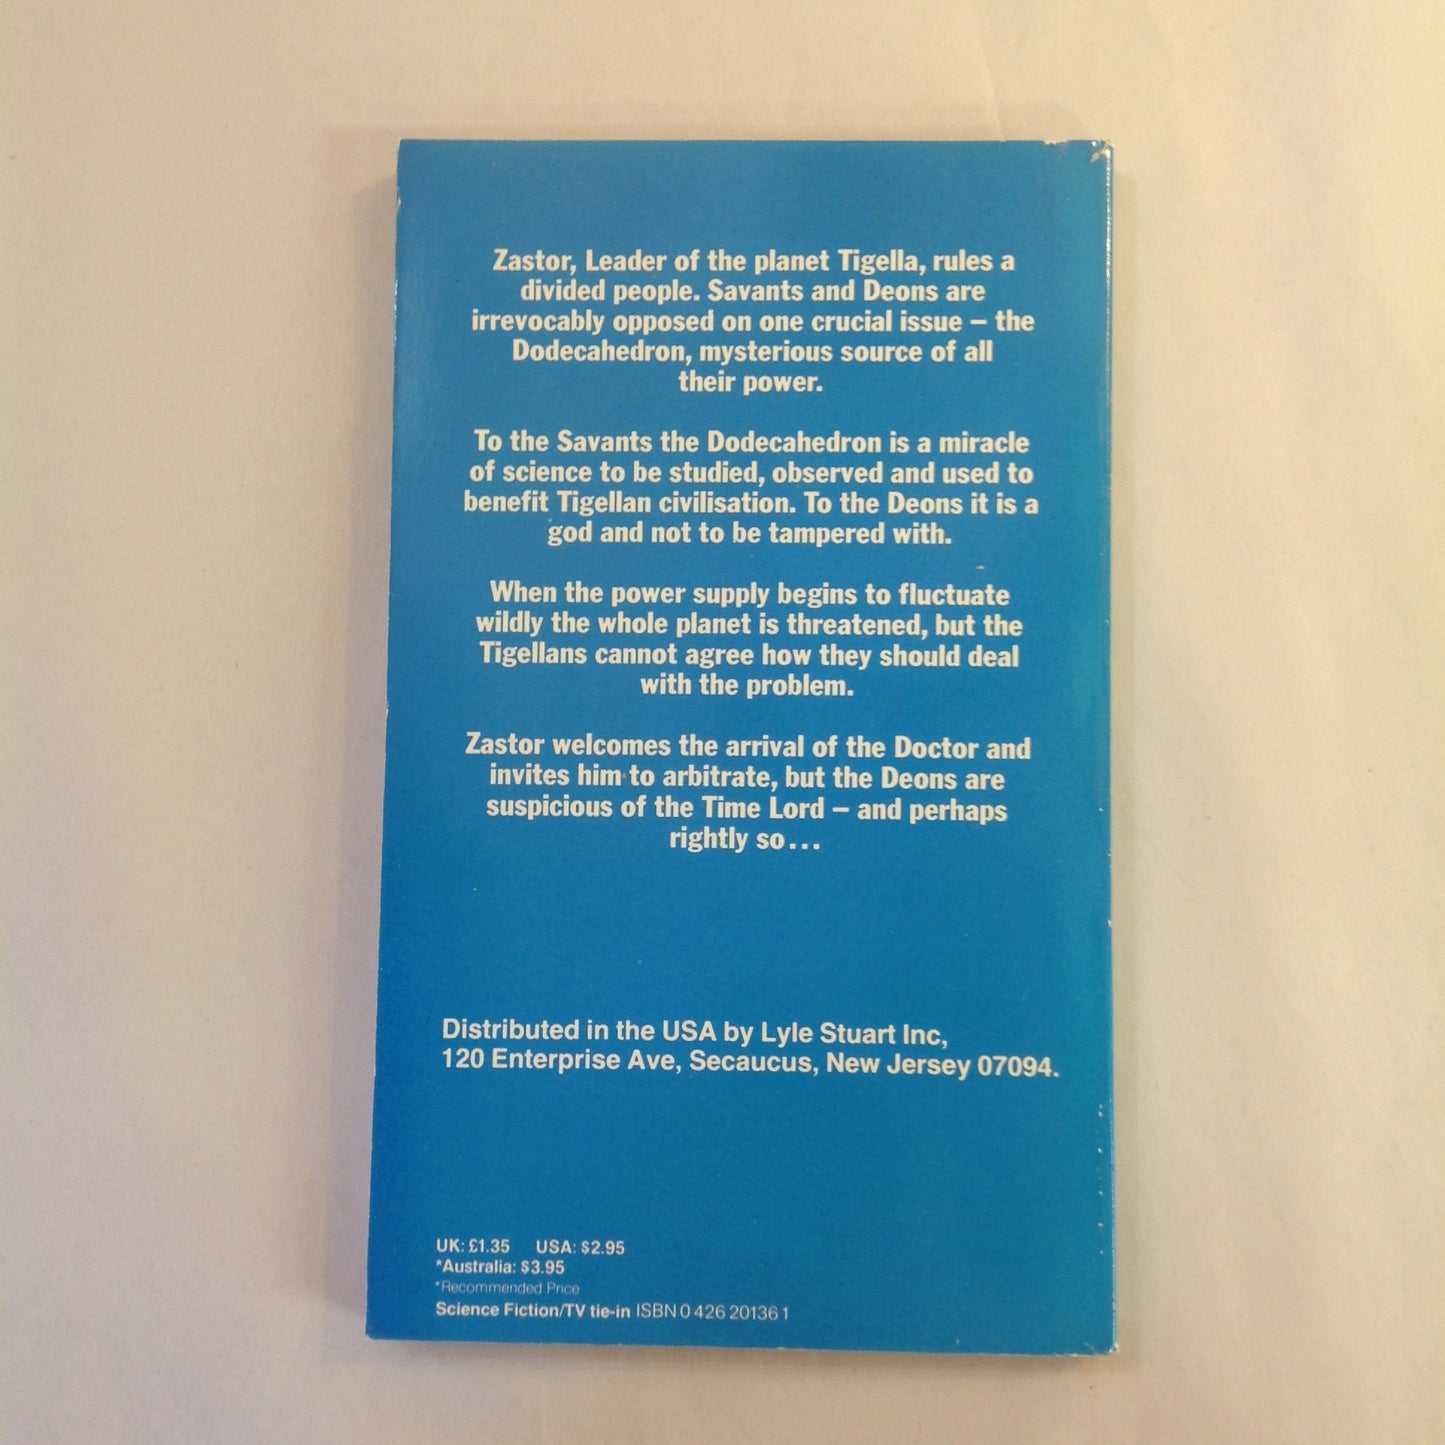 Zastor, Leader of the planet Tigella, rules a
divided people. Savants and Deons are
irrevocably opposed on one crucial issue – the
Dodecahedron, mysterious source of all
their power.
To the Savants the Dodecahedron is a miracle
of science to be studied, observed and used to
benefit Tigellan civilisation. To the Deons it is a
god and not to be tampered with.
When the power supply begins to fluctuate
wildly the whole planet is threatened, but the
Tigellans cannot agree how they should deal
with the problem.
Zastor welcomes the arrival of the Doctor and
invites him to arbitrate, but the Deons are
suspicious of the Time Lord – and perhaps
rightly so...
Distributed in the USA by Lyle Stuart Inc,
120 Enterprise Ave, Secaucus, New Jersey 07094.
UK: £1.35 USA: $2.95
*Australia: $3.95
*Recommended Price
Science Fiction/TV tie-in ISBN 0 426 20136 1